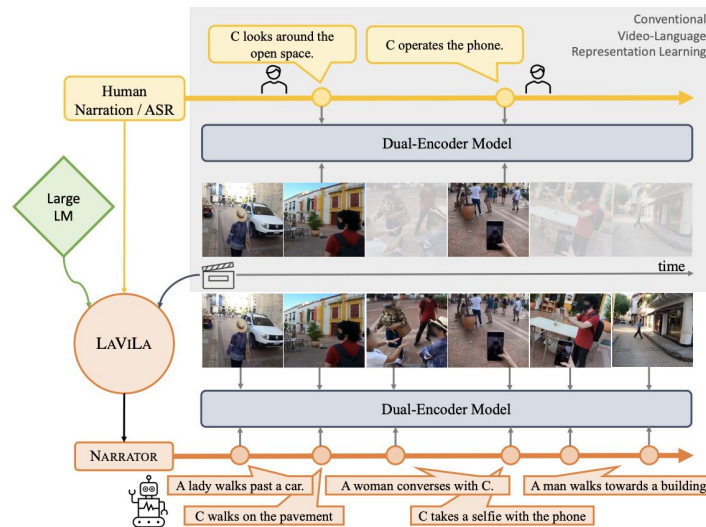 Conventional
Video-Language
Representation Learning
C looks around the
open space.
C operates the phone.
Human
Narration / ASR
DUAL-ENCODER MODEL
Large
LM
time
LAVILA
DUAL-ENCODER MODEL
NARRATOR
A lady walks past a car.
A woman converses with C.
A man walks towards a building.
C walks on the pavement
C takes a selfie with the phone